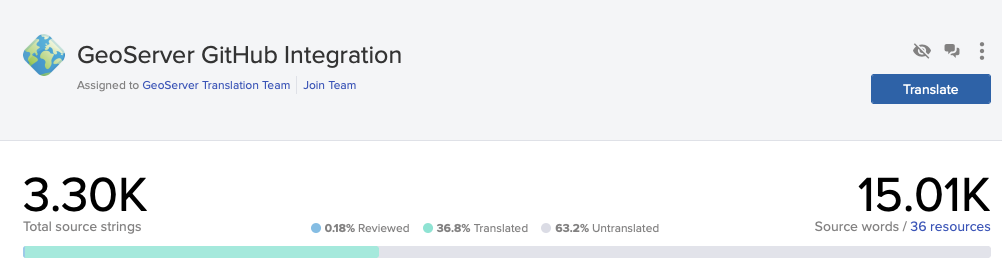 GeoServer GitHub Integration
Assigned to GeoServer Translation Team Join Team
Translate
3.30K
15.01K
Total source strings
0.18% Reviewed 36.8% Translated 63.2% Untranslated
Source words / 36 resources